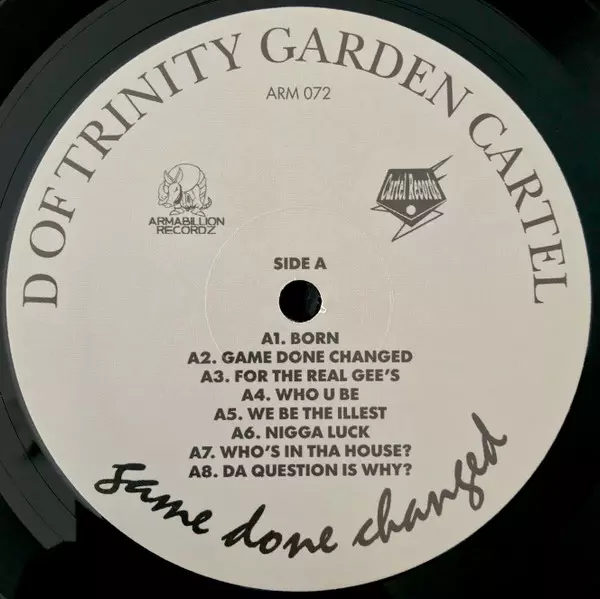 D OF TRINITY GARDEN CARTEL
ARM 072
ARMABILLION
RECORDZ
Cartel Records
SIDE A
A1. BORN
A2. GAME DONE CHANGED
A3. FOR THE REAL GEE'S
A4. WHO U BE
A5. WE BE THE ILLEST
A6. NIGGA LUCK
A7. WHO'S IN THA HOUSE?
A8. DA QUESTION IS WHY?
Game done changed